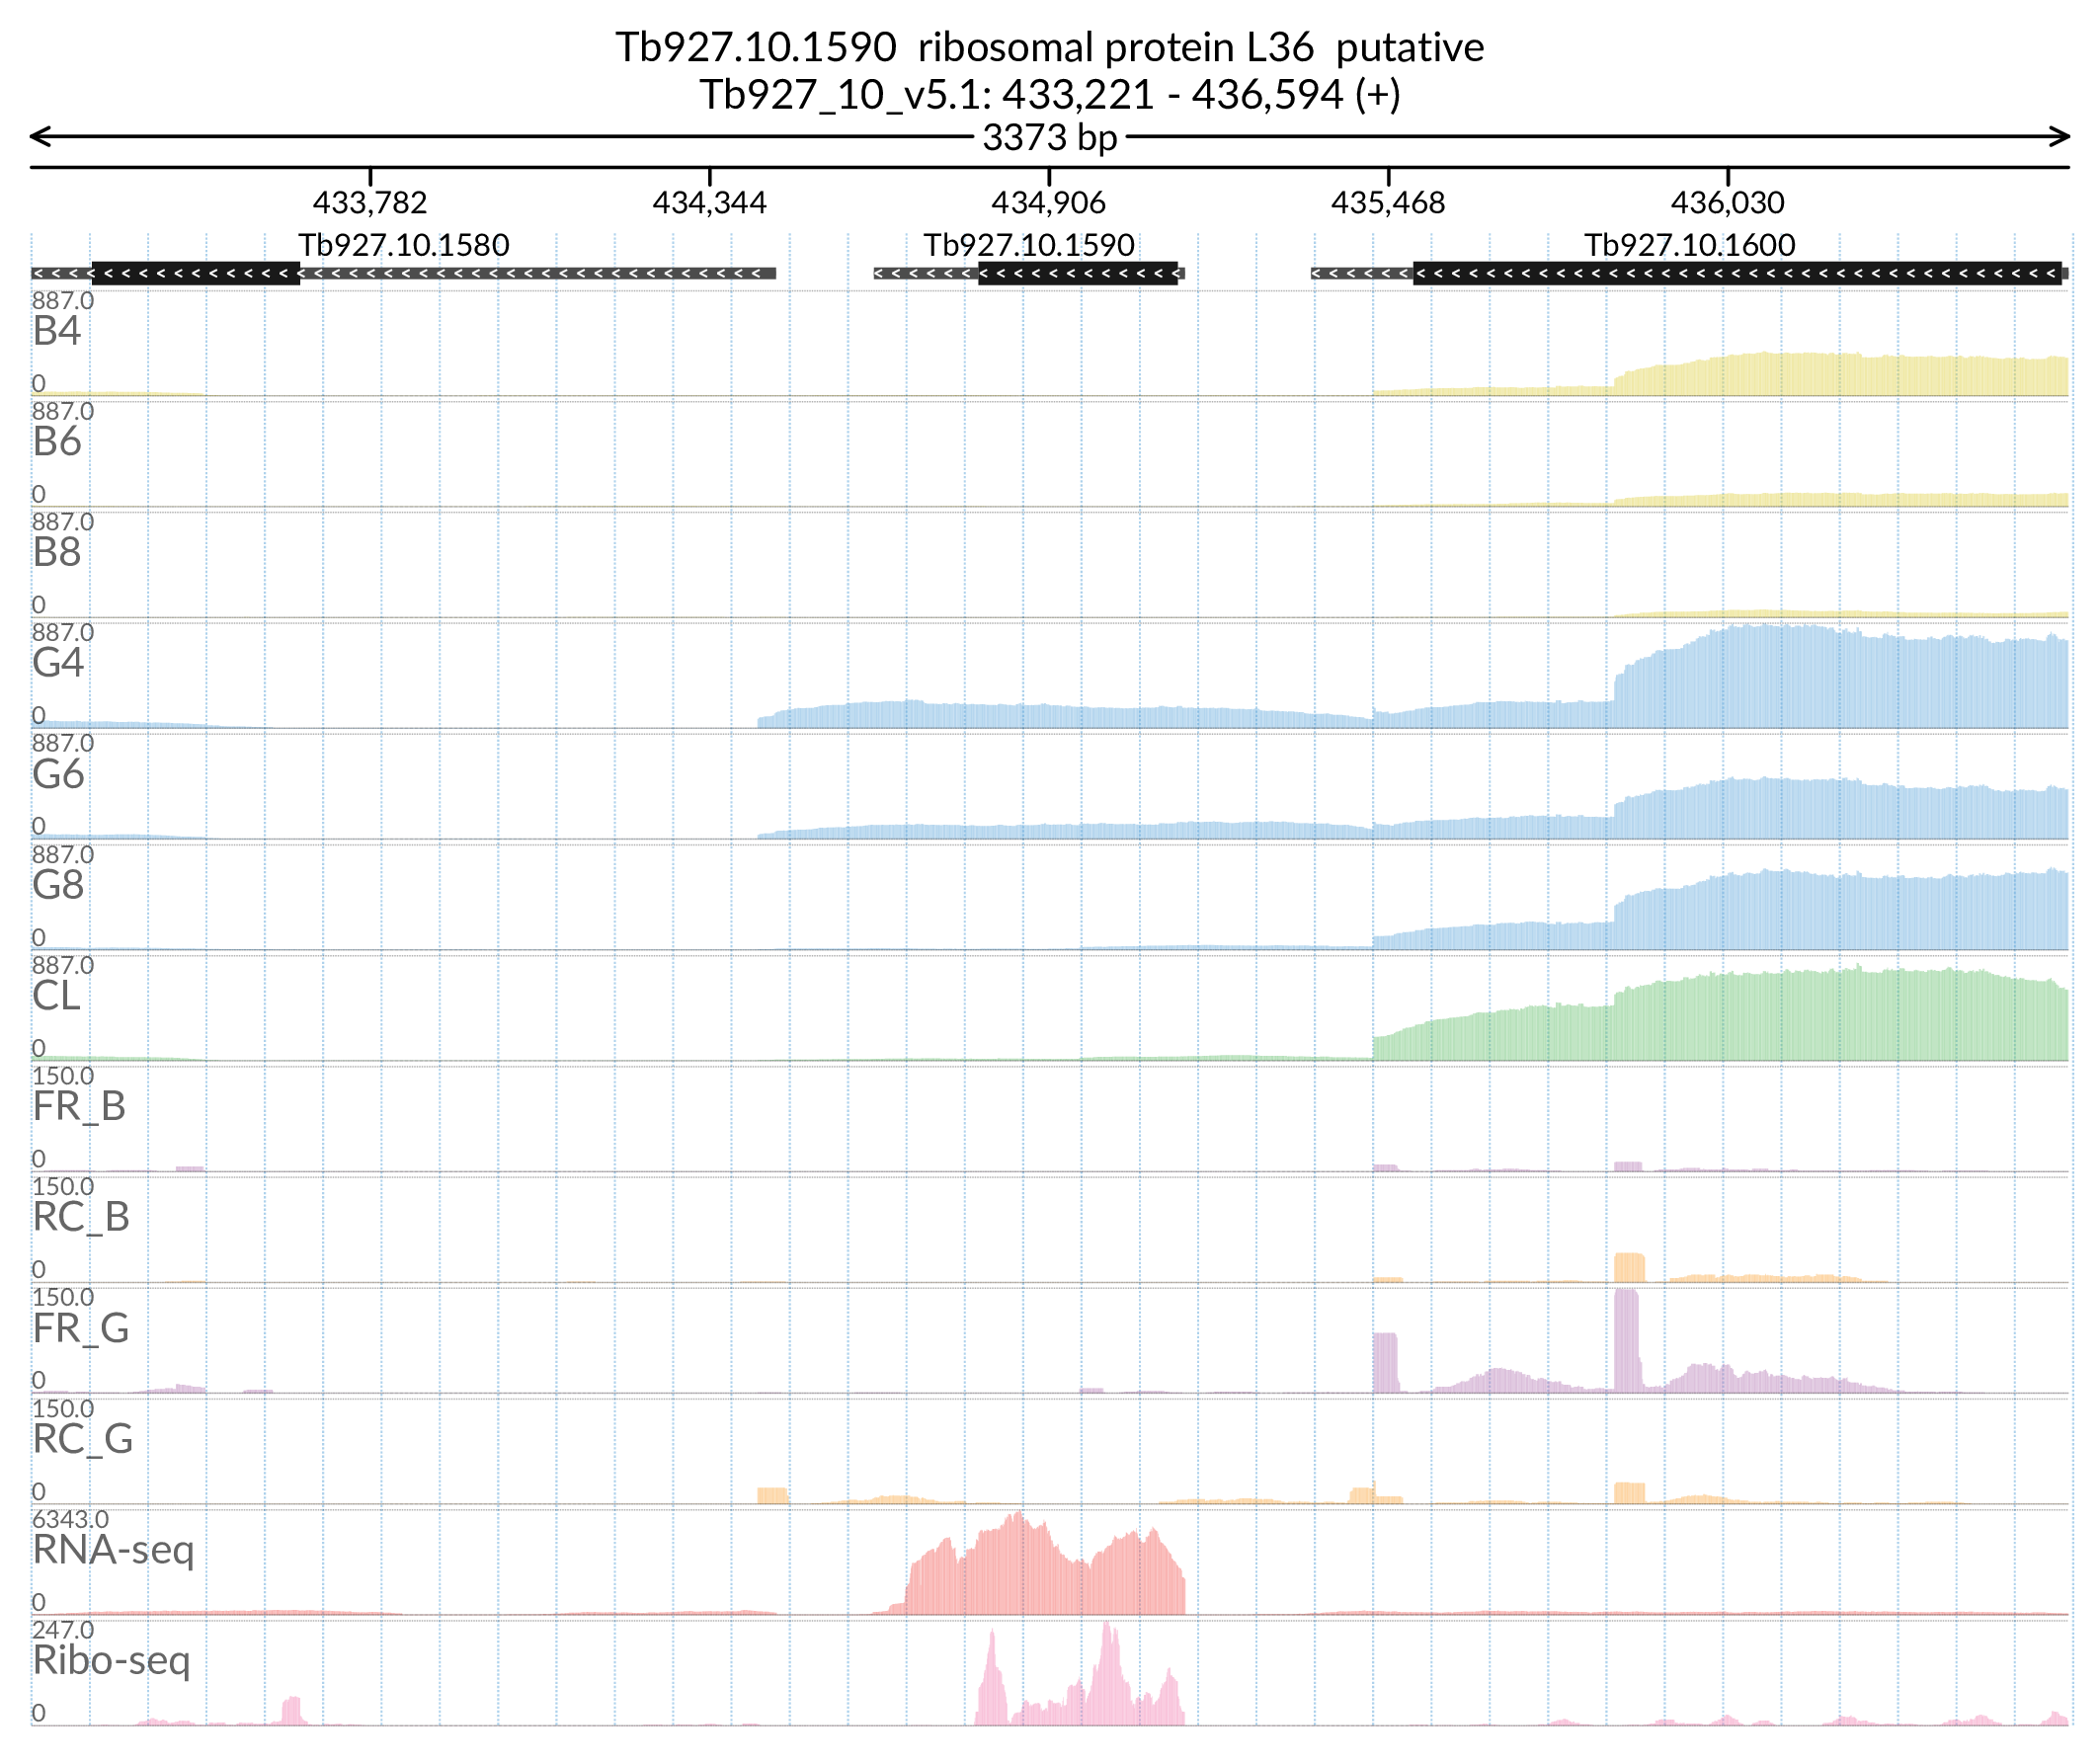 Tb927.10.1590 ribosomal protein L36 putative
Tb927_10_v5.1: 433,221 - 436,594 (+)
3373 bp
433,782 434,344 434,906 435,468 436,030
Tb927.10.1580 Tb927.10.1590 Tb927.10.1600
887.0
B4
0
887.0
B6
0
887.0
B8
0
887.0
G4
0
887.0
G6
0
887.0
G8
0
887.0
CL
0
150.0
FR_B
0
150.0
RC_B
0
150.0
FR_G
0
150.0
RC_G
0
6343.0
RNA-seq
0
247.0
Ribo-seq
0